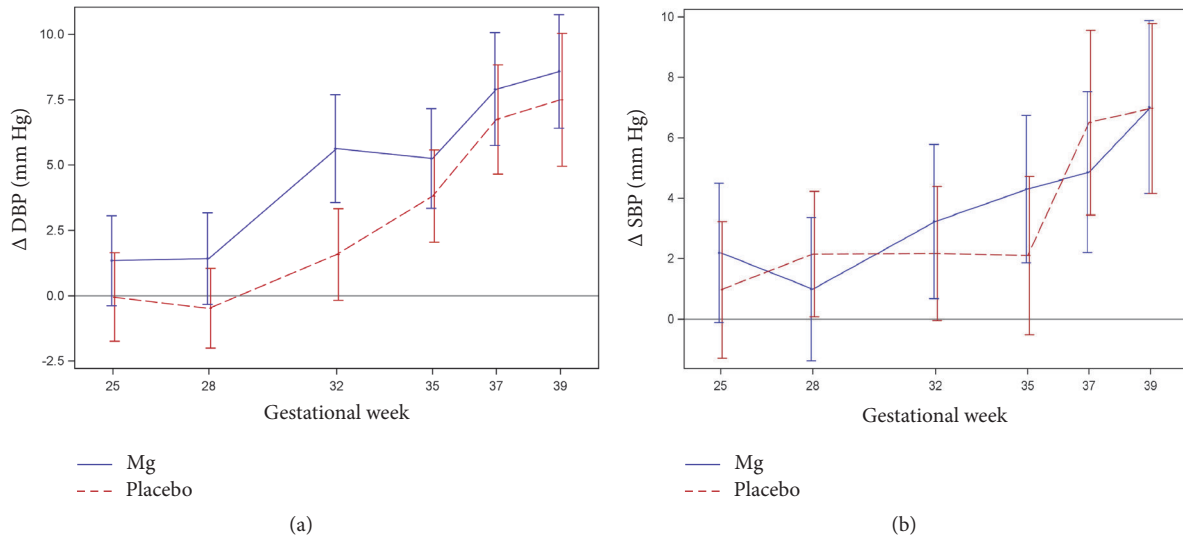 Δ DBP (mm Hg)
10.0
7.5
5.0
2.5
0.0
-2.5
25 28 32 35 37 39
Gestational week
Mg
Placebo
(a)
Δ SBP (mm Hg)
10
8
6
4
2
0
25 28 32 35 37 39
Gestational week
Mg
Placebo
(b)